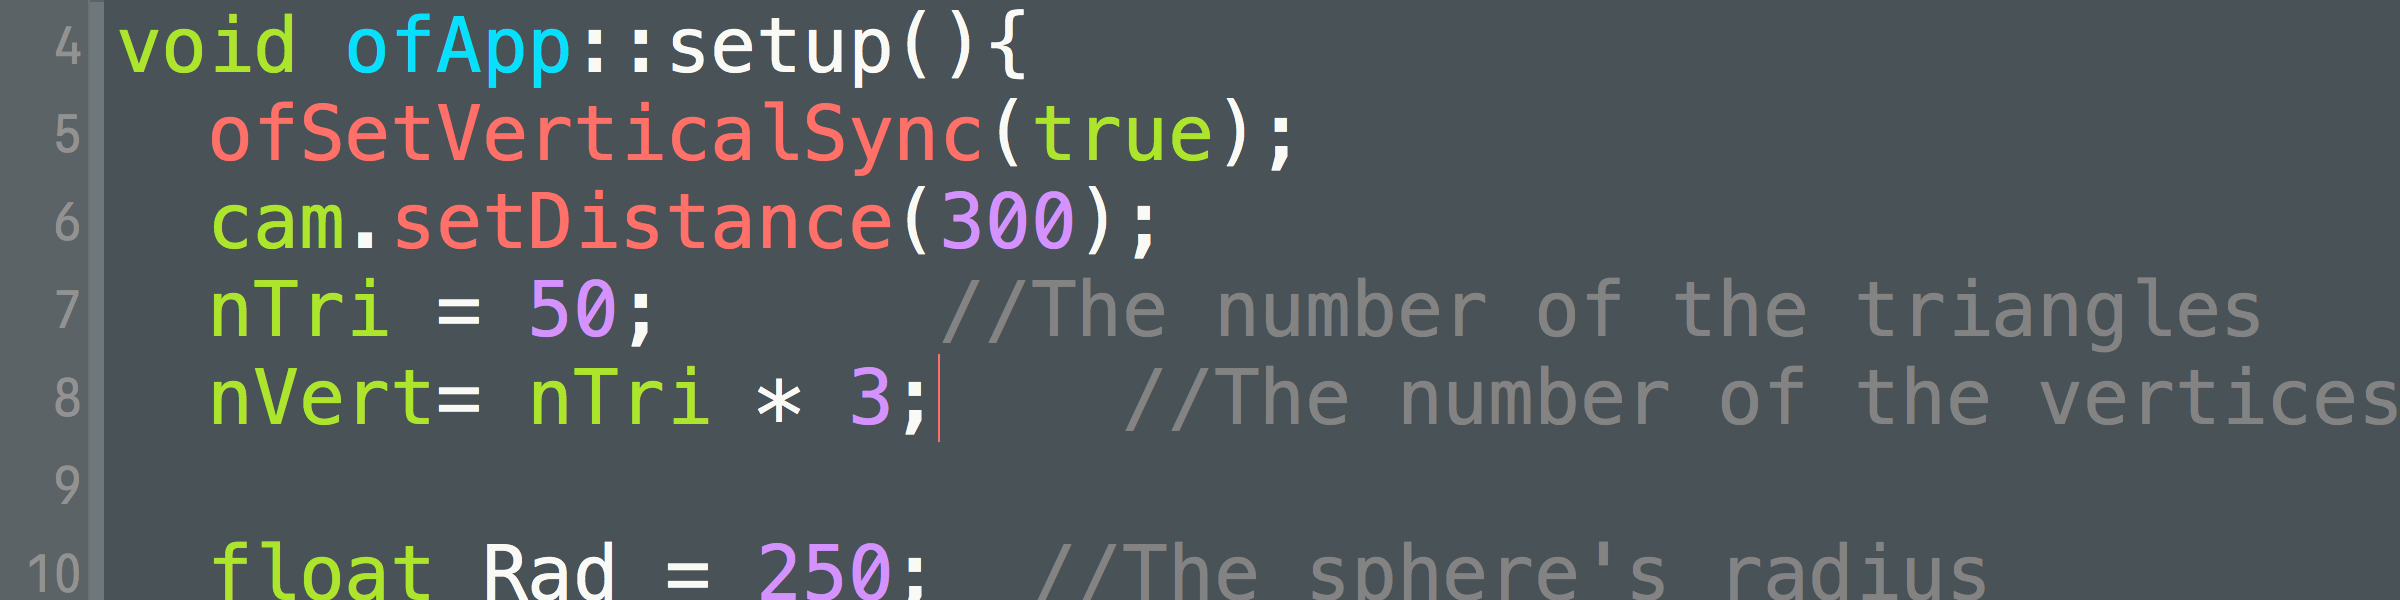 4 void ofApp::setup(){
5   ofSetVerticalSync(true);
6   cam.setDistance(300);
7   nTri = 50;      //The number of the triangles
8   nVert= nTri * 3;    //The number of the vertices
9
10   float Rad = 250;  //The sphere's radius